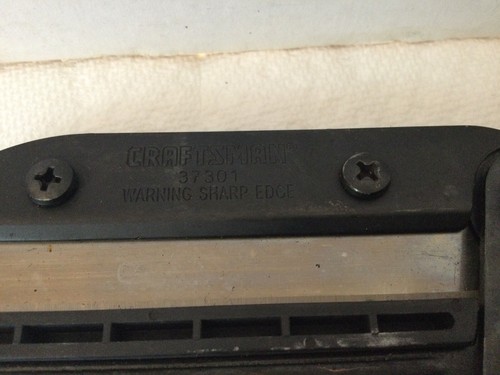 CRAFTSMAN
37301
WARNING SHARP EDGE